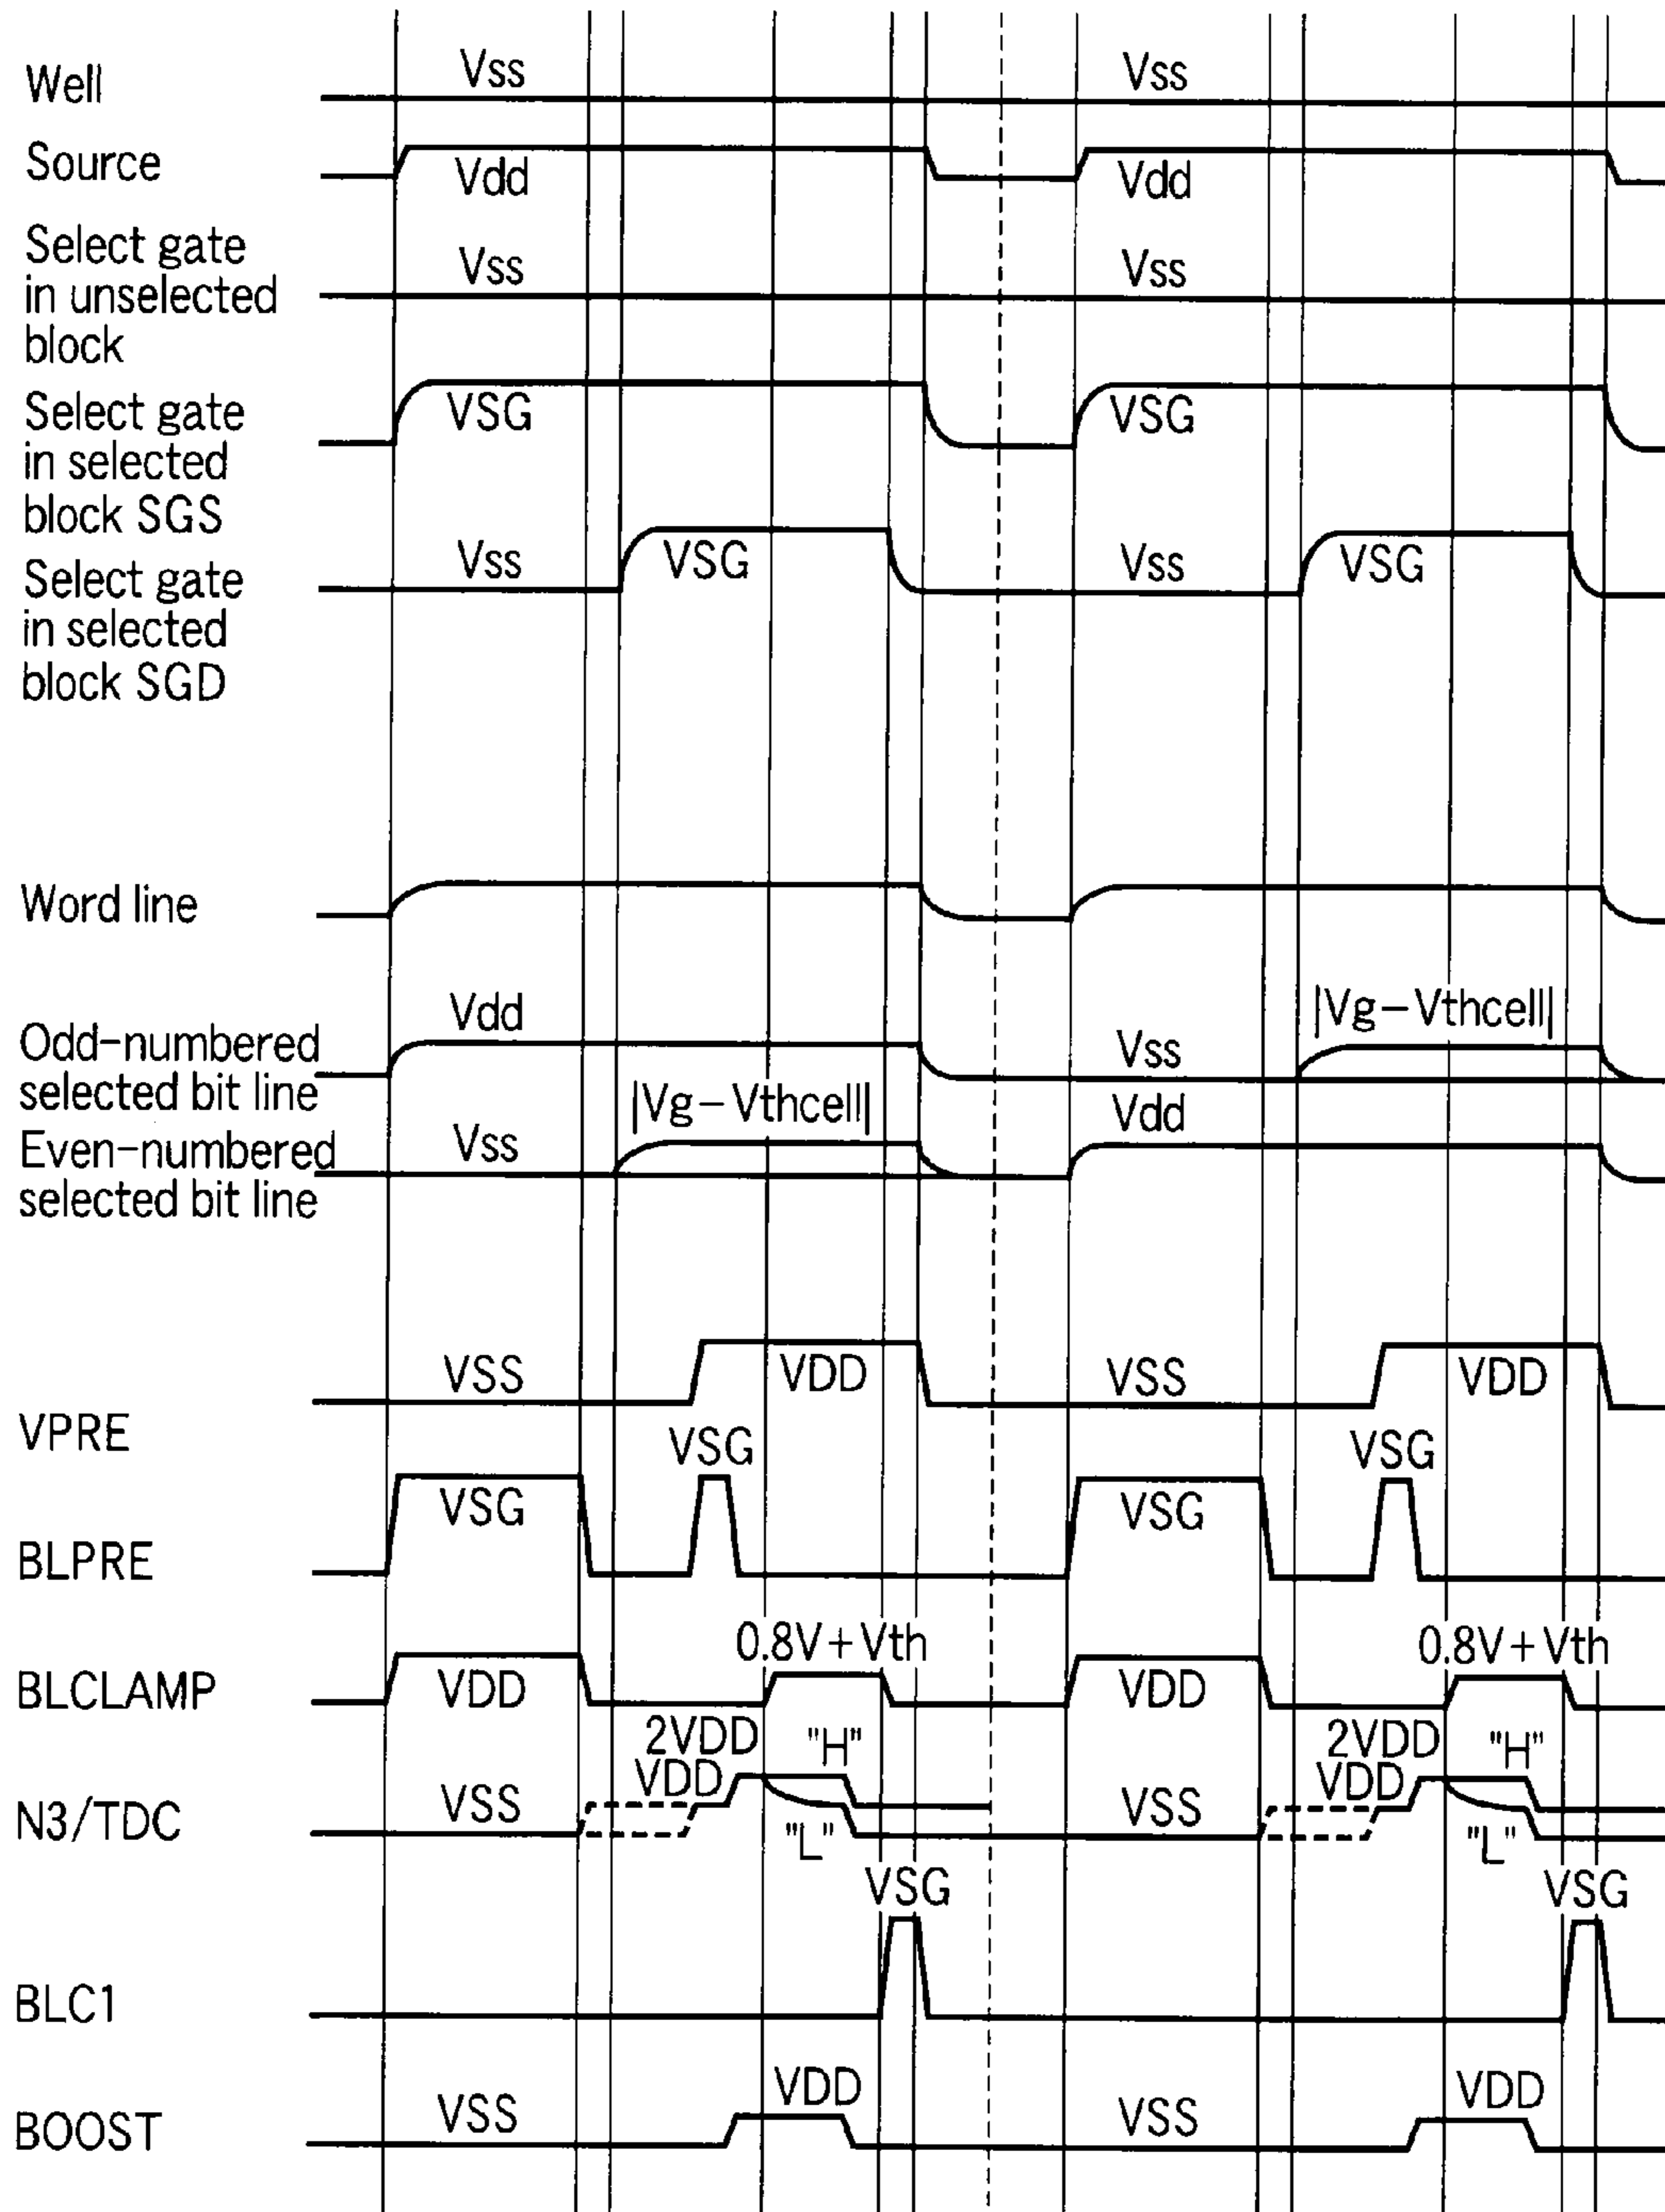 Well
Vss
Vss
Source
Vdd
Vdd
Select gate
in unselected
block
Vss
Vss
Select gate
in selected
block SGS
VSG
VSG
Select gate
in selected
block SGD
Vss
VSG
Vss
VSG
Word line
Odd-numbered
selected bit line
Vdd
Vss
|Vg-Vthcell|
Even-numbered
selected bit line
Vss
|Vg-Vthcell|
Vdd
VPRE
VSS
VDD
VSS
VDD
BLPRE
VSG
VSG
VSG
VSG
BLCLAMP
VDD
0.8V+Vth
VDD
0.8V+Vth
N3/TDC
VSS
VDD
2VDD
"H"
"L"
VSS
VDD
2VDD
"H"
"L"
BLC1
VSG
VSG
BOOST
VSS
VDD
VSS
VDD